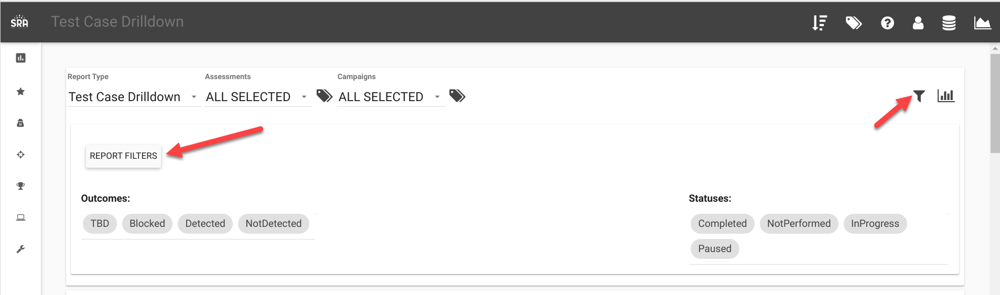 SRA
Test Case Drilldown
Report Type
Assessments
Campaigns
Test Case Drilldown
ALL SELECTED
ALL SELECTED
REPORT FILTERS
Outcomes:
TBD Blocked Detected NotDetected
Statuses:
Completed NotPerformed InProgress
Paused